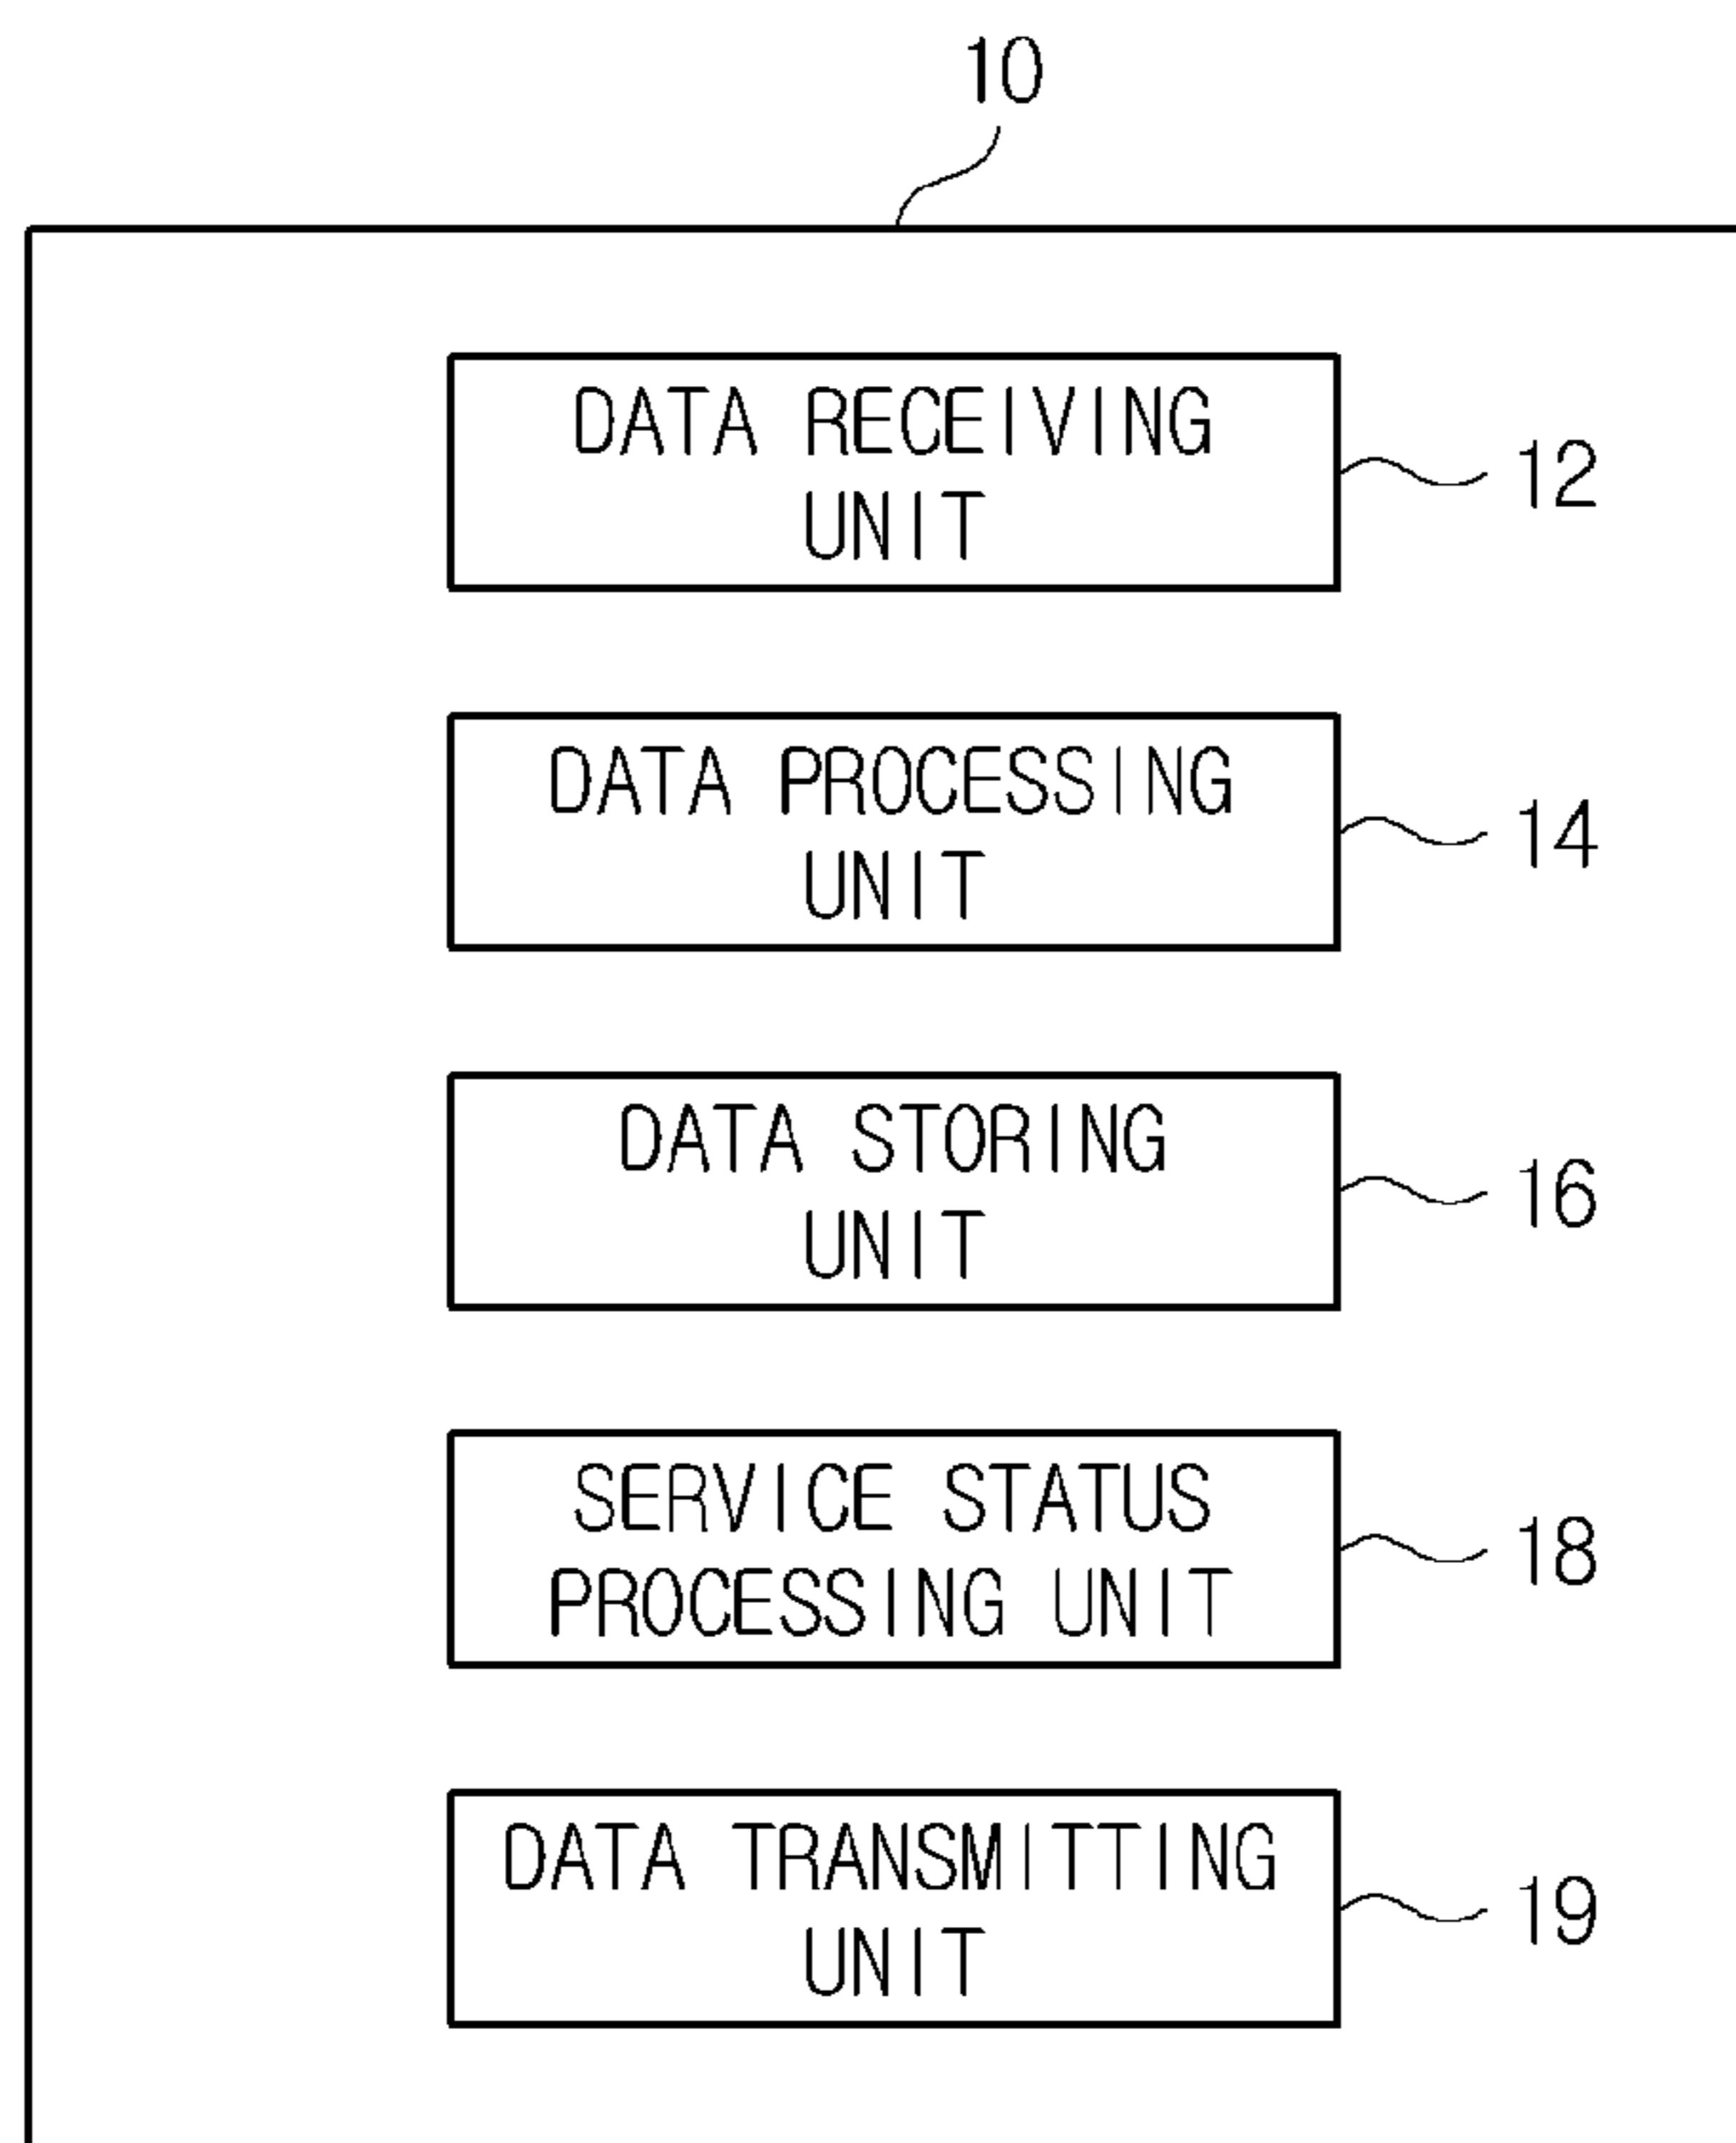 10
DATA RECEIVING
UNIT
12
DATA PROCESSING
UNIT
14
DATA STORING
UNIT
16
SERVICE STATUS
PROCESSING UNIT
18
DATA TRANSMITTING
UNIT
19